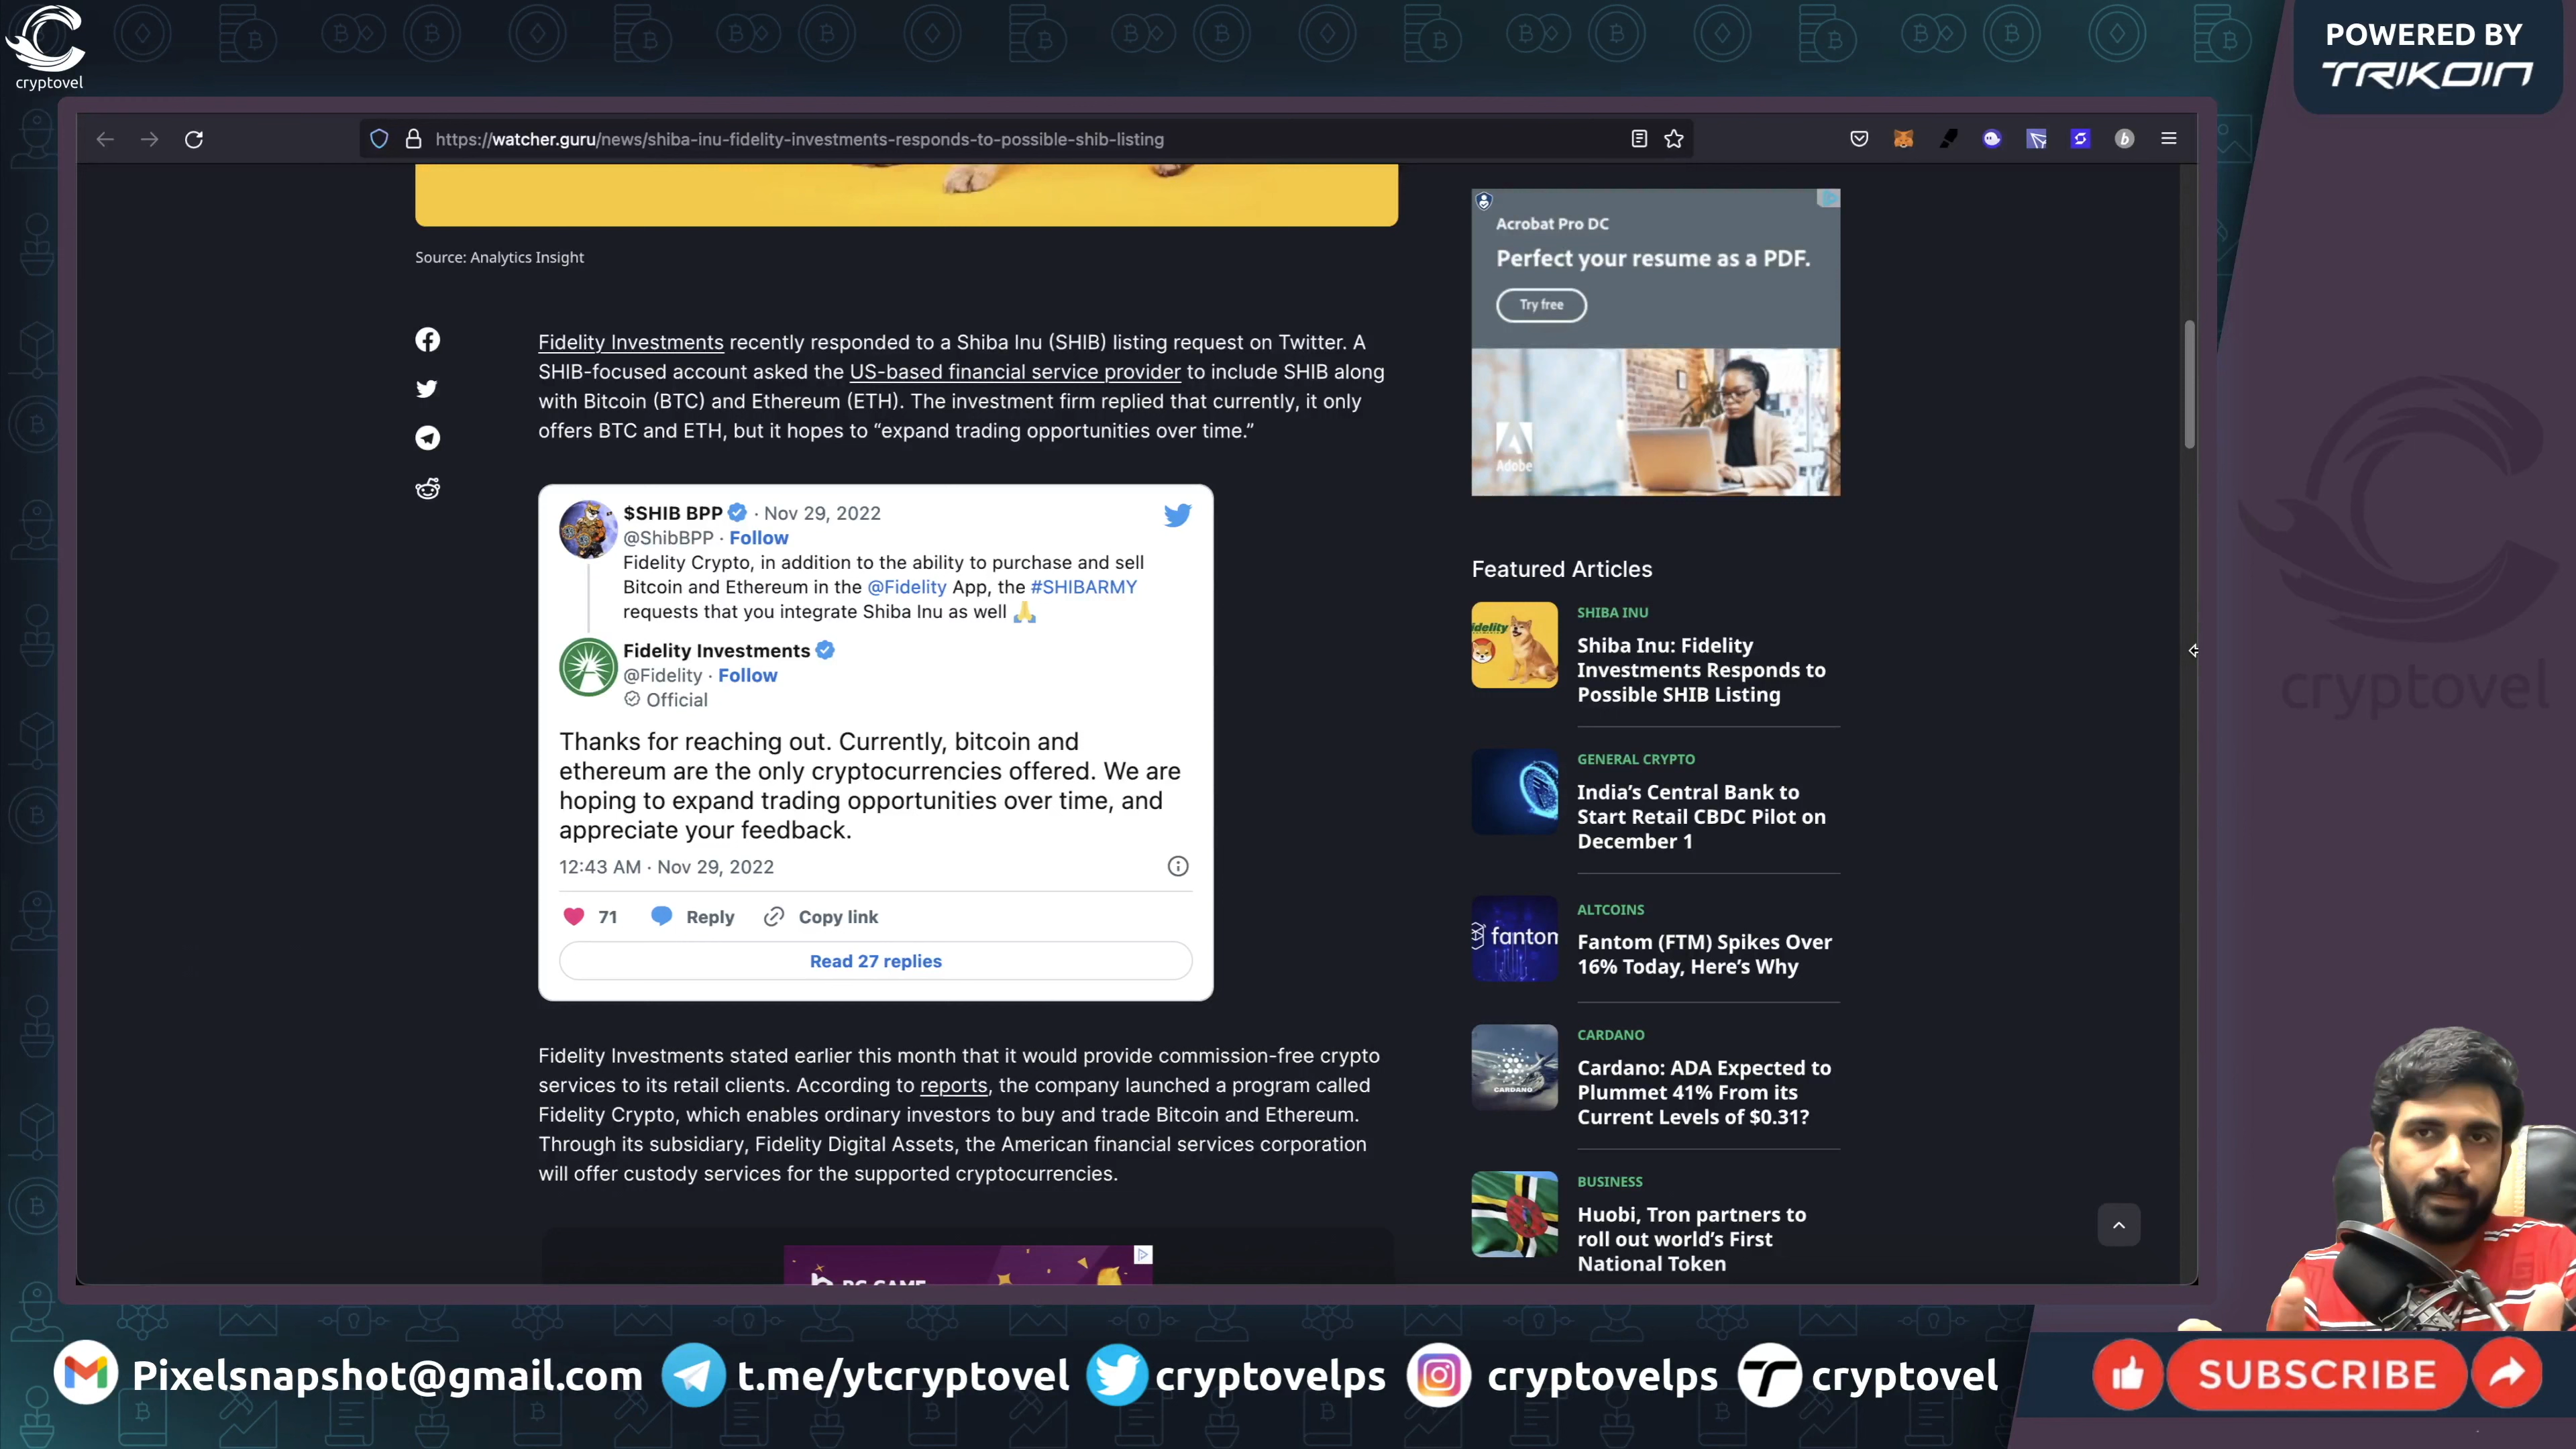 cryptovel
POWERED BY
TRIKOIN
https://watcher.guru/news/shiba-inu-fidelity-investments-responds-to-possible-shib-listing
Source: Analytics Insight
Fidelity Investments recently responded to a Shiba Inu (SHIB) listing request on Twitter. A
SHIB-focused account asked the US-based financial service provider to include SHIB along
with Bitcoin (BTC) and Ethereum (ETH). The investment firm replied that currently, it only
offers BTC and ETH, but it hopes to “expand trading opportunities over time.”
$SHIB BPP · Nov 29, 2022
@ShibBPP · Follow
Fidelity Crypto, in addition to the ability to purchase and sell
Bitcoin and Ethereum in the @Fidelity App, the #SHIBARMY
requests that you integrate Shiba Inu as well 🙏
Fidelity Investments
@Fidelity · Follow
Official
Thanks for reaching out. Currently, bitcoin and
ethereum are the only cryptocurrencies offered. We are
hoping to expand trading opportunities over time, and
appreciate your feedback.
12:43 AM · Nov 29, 2022
71 Reply Copy link
Read 27 replies
Fidelity Investments stated earlier this month that it would provide commission-free crypto
services to its retail clients. According to reports, the company launched a program called
Fidelity Crypto, which enables ordinary investors to buy and trade Bitcoin and Ethereum.
Through its subsidiary, Fidelity Digital Assets, the American financial services corporation
will offer custody services for the supported cryptocurrencies.
BC GAME
Acrobat Pro DC
Perfect your resume as a PDF.
Try free
Adobe
Featured Articles
idelity
SHIBA INU
Shiba Inu: Fidelity
Investments Responds to
Possible SHIB Listing
GENERAL CRYPTO
India’s Central Bank to
Start Retail CBDC Pilot on
December 1
fantom
ALTCOINS
Fantom (FTM) Spikes Over
16% Today, Here’s Why
CARDANO
CARDANO
Cardano: ADA Expected to
Plummet 41% From its
Current Levels of $0.31?
BUSINESS
Huobi, Tron partners to
roll out world’s First
National Token
cryptovel
Pixelsnapshot@gmail.com t.me/ytcryptovel cryptovelps cryptovelps cryptovel
SUBSCRIBE